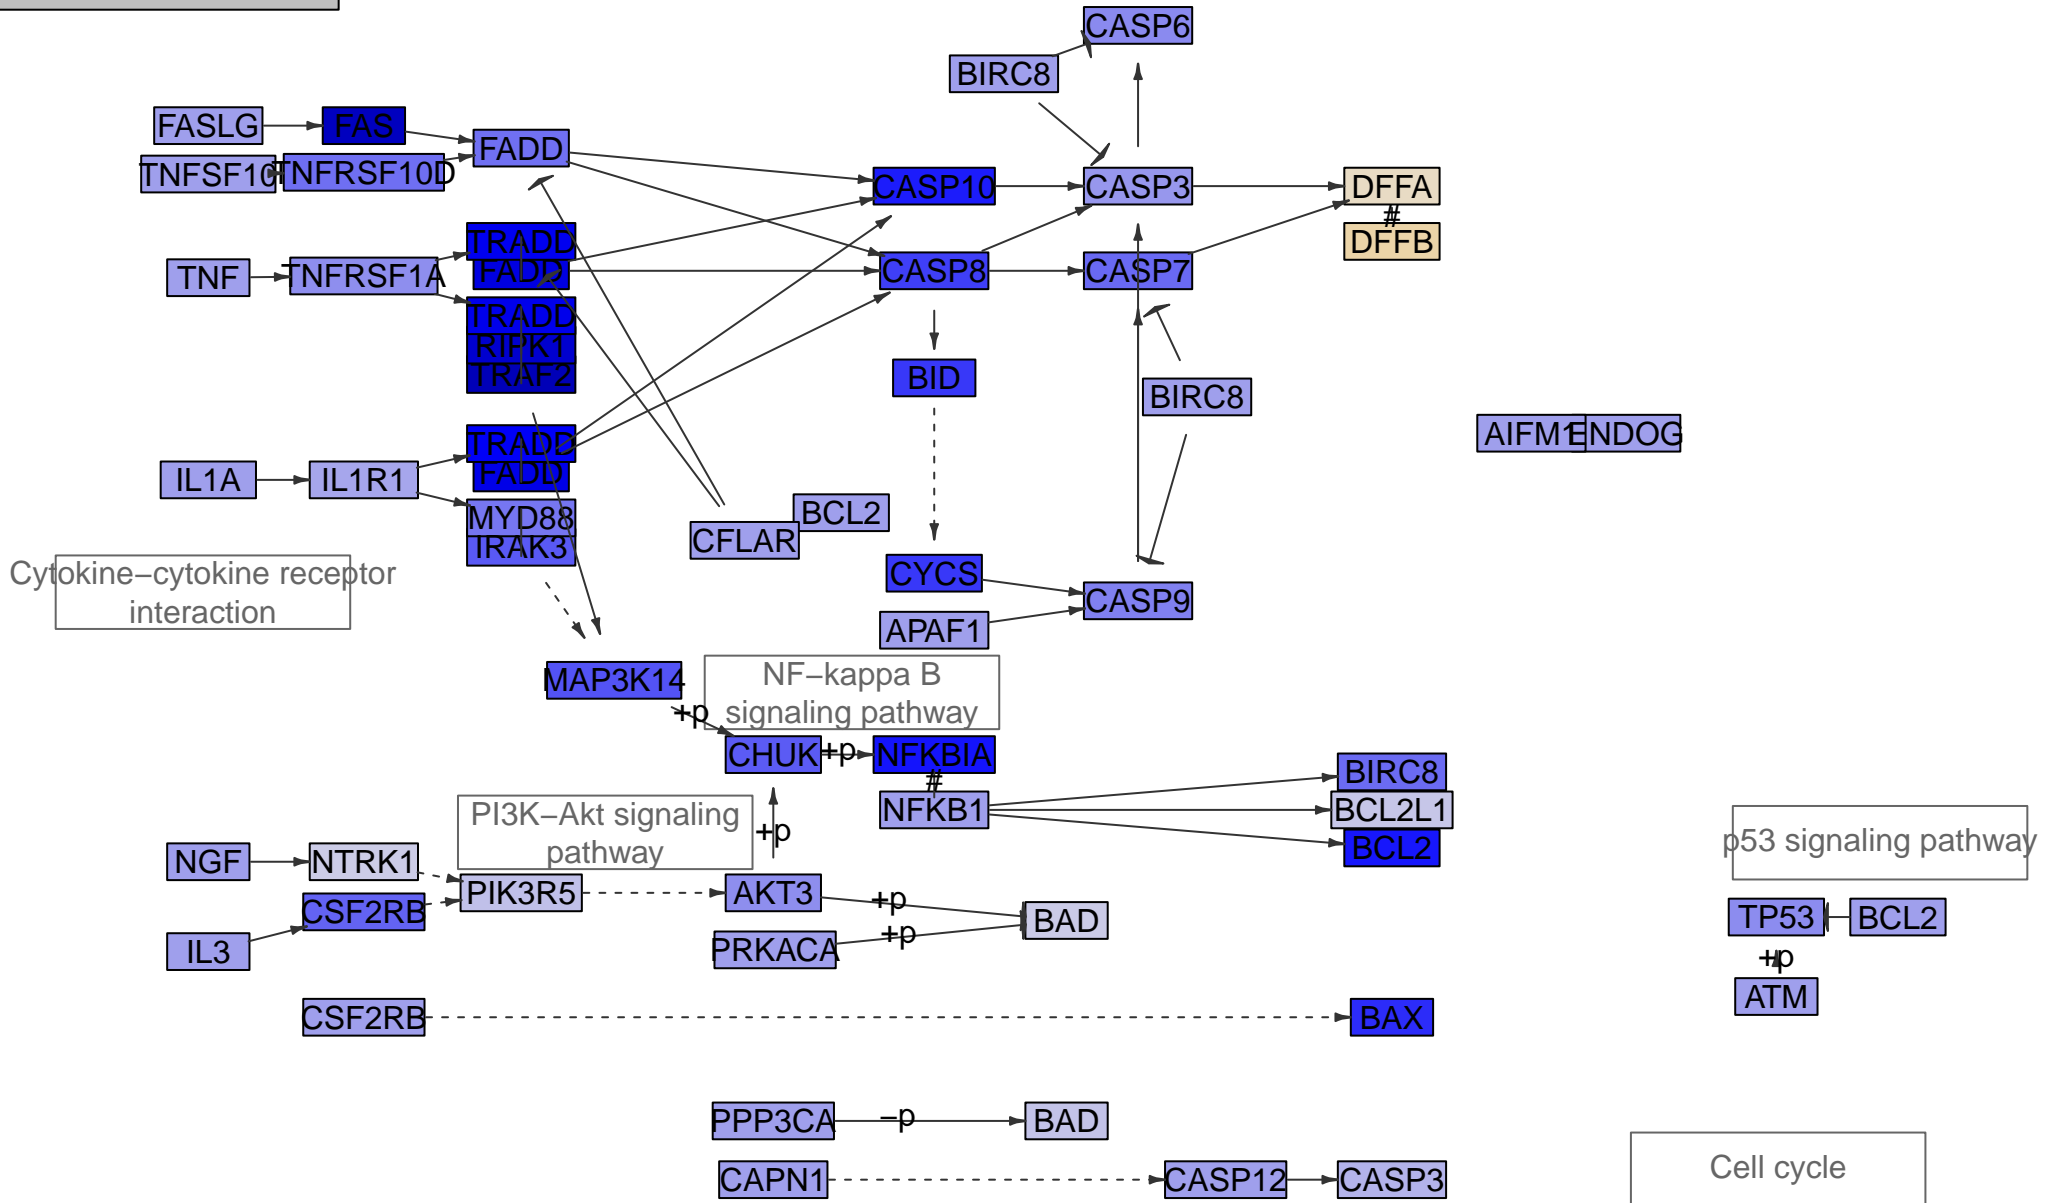 CASP6
BIRC8
FASLG
FAS
FADD
TNFSF10
TNFRSF10D
CASP10
CASP3
DFFA
#
DFFB
TRADD
FADD
TNF
TNFRSF1A
CASP8
CASP7
TRADD
RIPK1
TRAF2
BID
BIRC8
TRADD
FADD
AIFM1
ENDOG
IL1A
IL1R1
MYD88
IRAK3
BCL2
CFLAR
Cytokine−cytokine receptor
interaction
CYCS
CASP9
APAF1
MAP3K14
NF−kappa B
signaling pathway
+p
CHUK
+p
NFKBIA
#
NFKB1
BIRC8
BCL2L1
BCL2
PI3K−Akt signaling
pathway
+p
p53 signaling pathway
NGF
NTRK1
PIK3R5
AKT3
+p
CSF2RB
BAD
TP53
BCL2
IL3
PRKACA
+p
+p
ATM
CSF2RB
BAX
PPP3CA
−p
BAD
Cell cycle
CAPN1
CASP12
CASP3